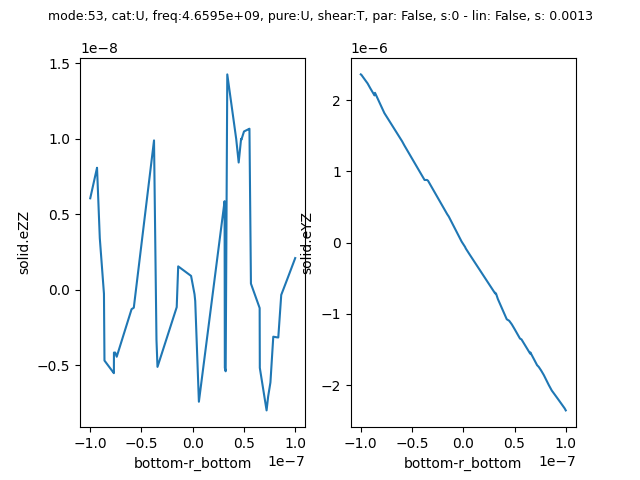 mode:53, cat:U, freq:4.6595e+09, pure:U, shear:T, par: False, s:0 - lin: False, s: 0.0013
1e−8
1.5
1.0
0.5
0.0
−0.5
solid.eZZ
−1.0 −0.5 0.0 0.5 1.0
bottom-r_bottom 1e−7
1e−6
2
1
0
−1
−2
solid.eYZ
−1.0 −0.5 0.0 0.5 1.0
bottom-r_bottom 1e−7